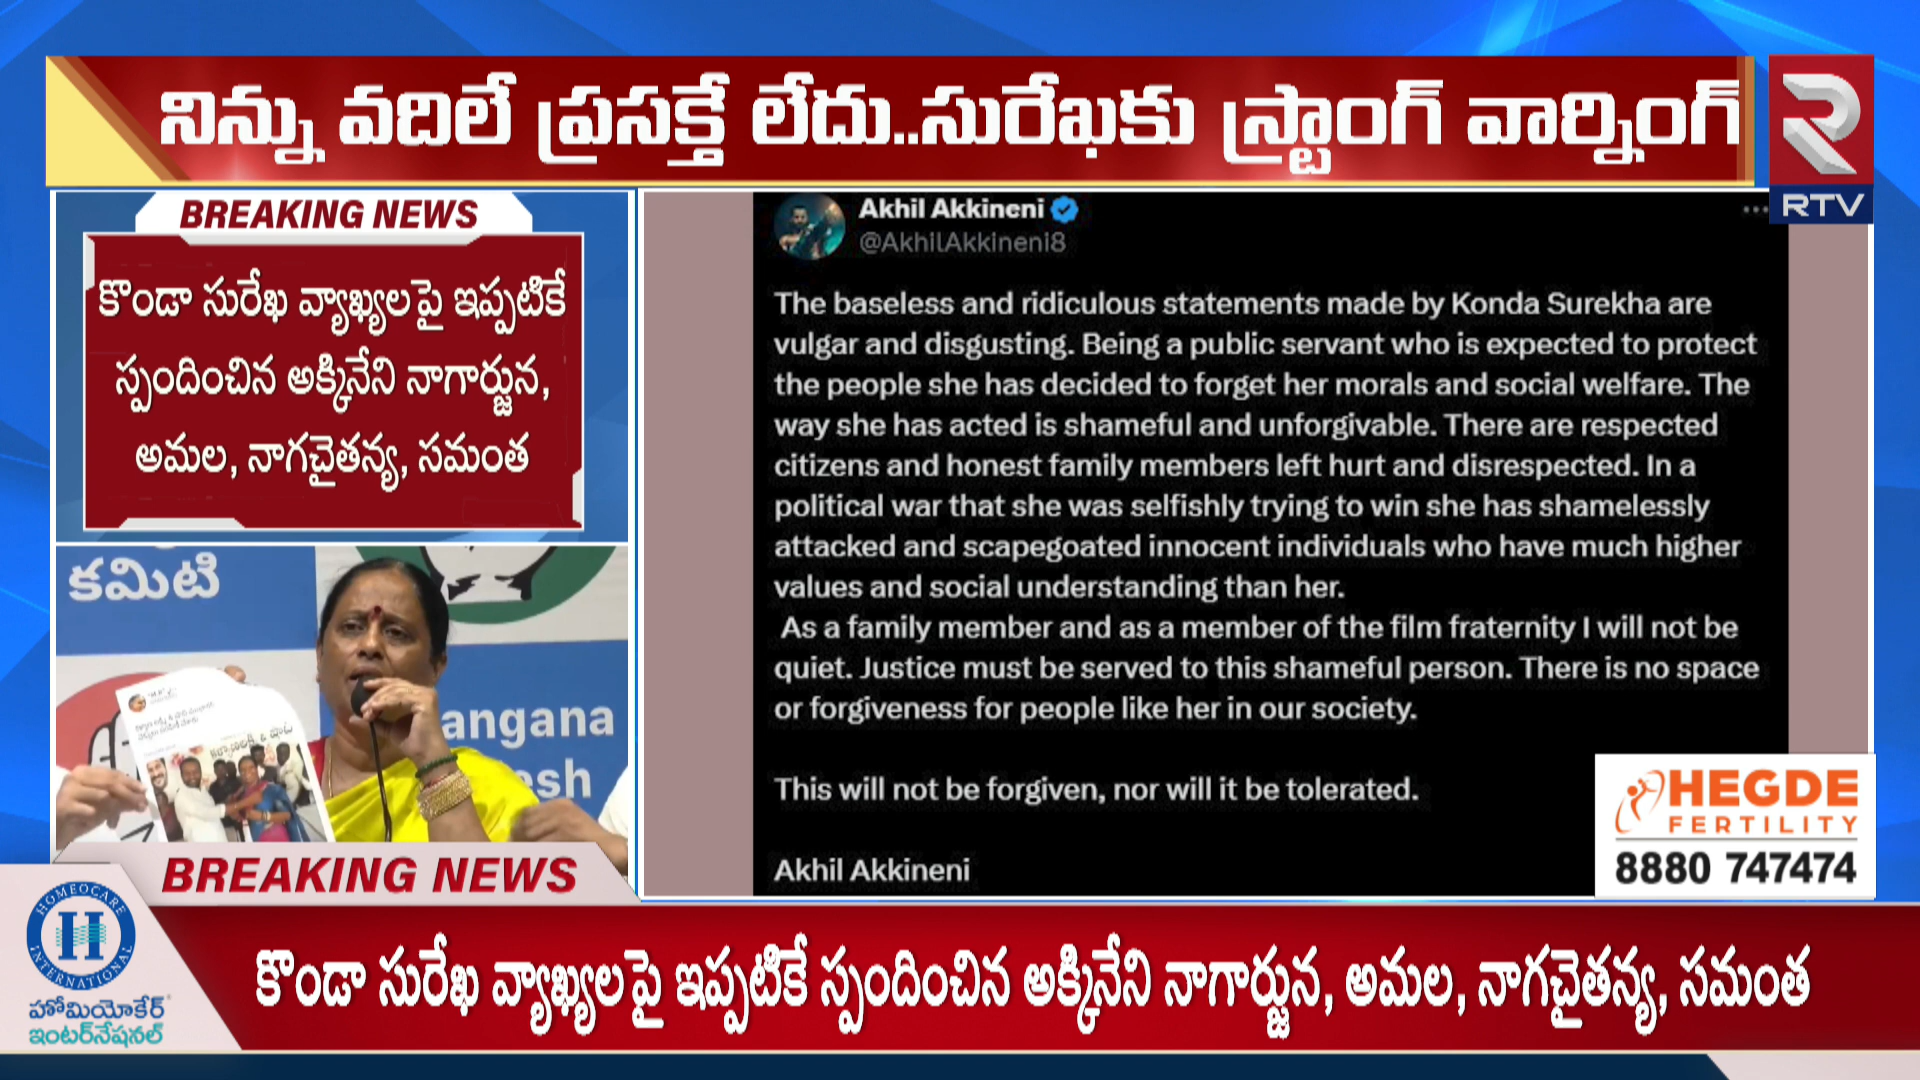 నిన్ను వదిలే ప్రసక్తే లేదు..సురేఖకు స్ట్రాంగ్ వార్నింగ్
RTV
BREAKING NEWS
కొండా సురేఖ వ్యాఖ్యలపై ఇప్పటికే
స్పందించిన అక్కినేని నాగార్జున,
అమల, నాగచైతన్య, సమంత
Akhil Akkineni
@AkhilAkkineni8
The baseless and ridiculous statements made by Konda Surekha are
vulgar and disgusting. Being a public servant who is expected to protect
the people she has decided to forget her morals and social welfare. The
way she has acted is shameful and unforgivable. There are respected
citizens and honest family members left hurt and disrespected. In a
political war that she was selfishly trying to win she has shamelessly
attacked and scapegoated innocent individuals who have much higher
values and social understanding than her.
As a family member and as a member of the film fraternity I will not be
quiet. Justice must be served to this shameful person. There is no space
or forgiveness for people like her in our society.
This will not be forgiven, nor will it be tolerated.
Akhil Akkineni
కమిటీ
angana
esh
HEGDE
FERTILITY
8880 747474
BREAKING NEWS
HOMEOCARE
H
INTERNATIONAL
హోమియోకేర్
ఇంటర్నేషనల్
కొండా సురేఖ వ్యాఖ్యలపై ఇప్పటికే స్పందించిన అక్కినేని నాగార్జున, అమల, నాగచైతన్య, సమంత